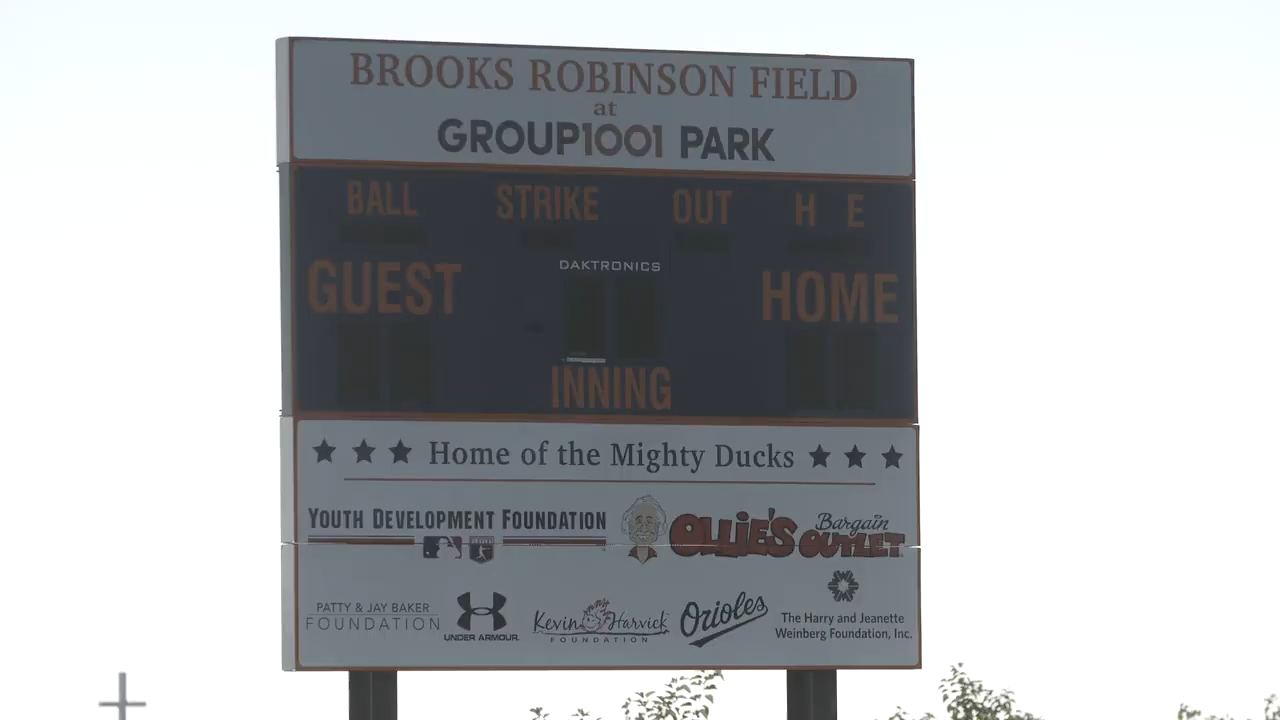 BROOKS ROBINSON FIELD
at
GROUP1001 PARK
BALL STRIKE OUT H E
DAKTRONICS
GUEST HOME
INNING
Home of the Mighty Ducks
YOUTH DEVELOPMENT FOUNDATION
OLLIE'S Bargain OUTLET
PATTY & JAY BAKER
FOUNDATION
UNDER ARMOUR
Kevin Harvick
FOUNDATION
Orioles
The Harry and Jeanette
Weinberg Foundation, Inc.